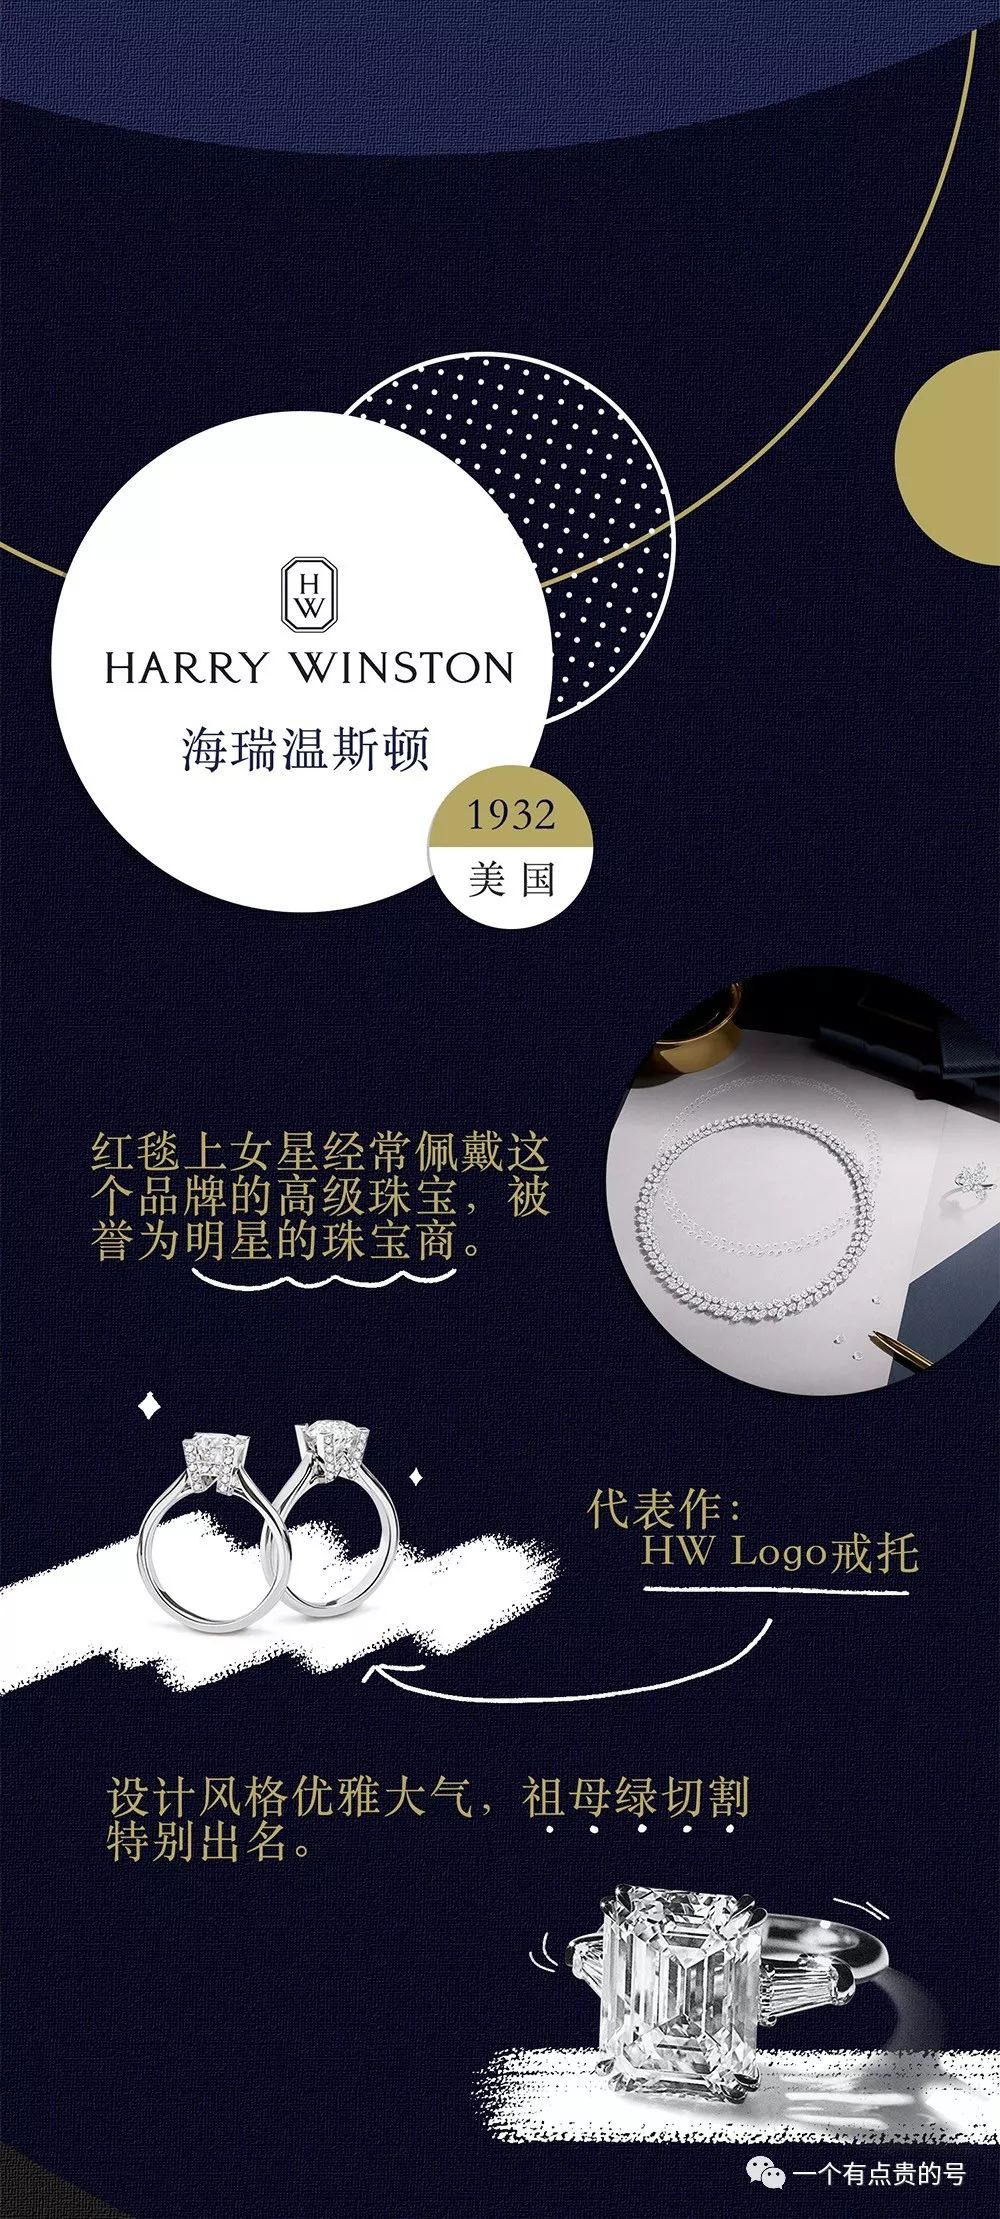 H
W
HARRY WINSTON
海瑞温斯顿
1932
美国
红毯上女星经常佩戴这
个品牌的高级珠宝，被
誉为明星的珠宝商。
代表作：
HW Logo戒托
设计风格优雅大气，祖母绿切割
特别出名。
一个有点贵的号